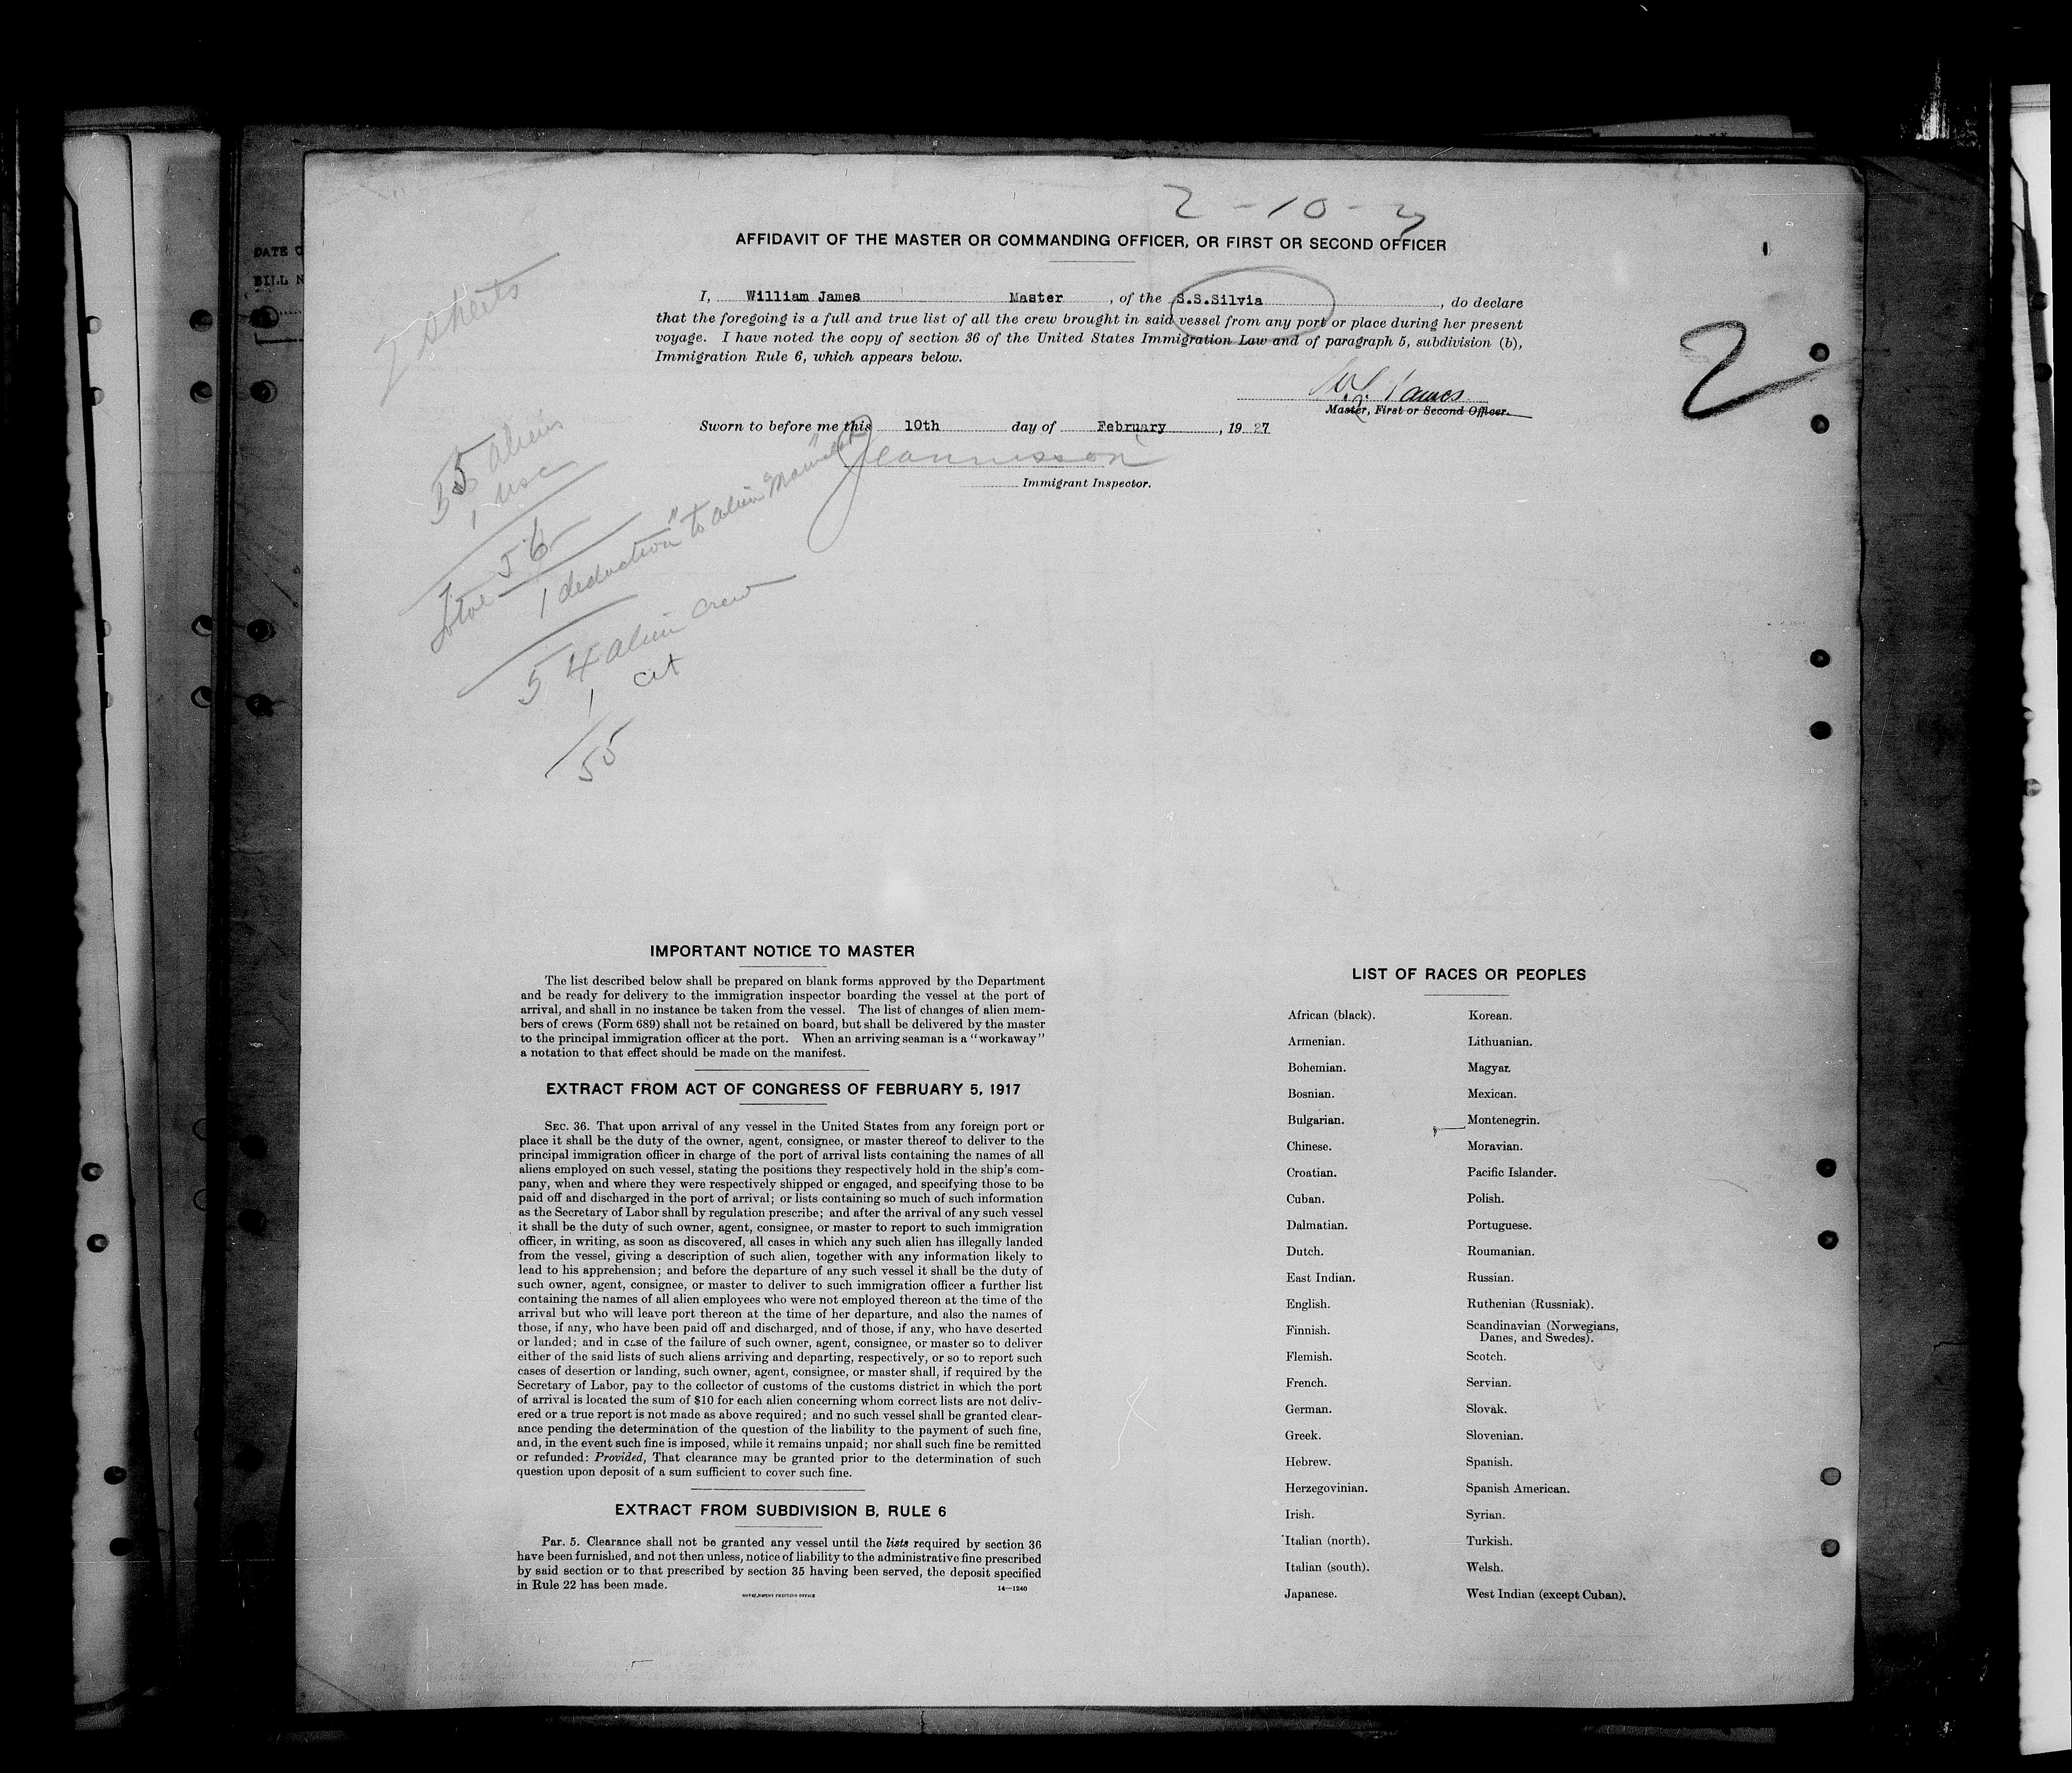 2-10-27
AFFIDAVIT OF THE MASTER OR COMMANDING OFFICER, OR FIRST OR SECOND OFFICER
I, William James Master, of the S.S.Silvia, do declare
that the foregoing is a full and true list of all the crew brought in said vessel from any port or place during her present
voyage. I have noted the copy of section 36 of the United States Immigration Law and of paragraph 5, subdivision (b),
Immigration Rule 6, which appears below.
W. James
Master, First or Second Officer.
Sworn to before me this 10th day of February, 1927
Immigrant Inspector.
2
DATE O
BILL N
2 sheets
55 aliens
1 usc
56
1 deduction "to alien
54 alien crew
1 cit
55
IMPORTANT NOTICE TO MASTER
The list described below shall be prepared on blank forms approved by the Department
and be ready for delivery to the immigration inspector boarding the vessel at the port of
arrival, and shall in no instance be taken from the vessel. The list of changes of alien mem-
bers of crews (Form 689) shall not be retained on board, but shall be delivered by the master
to the principal immigration officer at the port. When an arriving seaman is a "workaway"
a notation to that effect should be made on the manifest.
EXTRACT FROM ACT OF CONGRESS OF FEBRUARY 5, 1917
SEC. 36. That upon arrival of any vessel in the United States from any foreign port or
place it shall be the duty of the owner, agent, consignee, or master thereof to deliver to the
principal immigration officer in charge of the port of arrival lists containing the names of all
aliens employed on such vessel, stating the positions they respectively hold in the ship's com-
pany, when and where they were respectively shipped or engaged, and specifying those to be
paid off and discharged in the port of arrival; or lists containing so much of such information
as the Secretary of Labor shall by regulation prescribe; and after the arrival of any such vessel
it shall be the duty of such owner, agent, consignee, or master to report to such immigration
officer, in writing, as soon as discovered, all cases in which any such alien has illegally landed
from the vessel, giving a description of such alien, together with any information likely to
lead to his apprehension; and before the departure of any such vessel it shall be the duty of
such owner, agent, consignee, or master to deliver to such immigration officer a further list
containing the names of all alien employees who were not employed thereon at the time of the
arrival but who will leave port thereon at the time of her departure, and also the names of
those, if any, who have been paid off and discharged, and of those, if any, who have deserted
or landed; and in case of the failure of such owner, agent, consignee, or master so to deliver
either of the said lists of such aliens arriving and departing, respectively, or so to report such
cases of desertion or landing, such owner, agent, consignee, or master shall, if required by the
Secretary of Labor, pay to the collector of customs of the customs district in which the port
of arrival is located the sum of $10 for each alien concerning whom correct lists are not deliv-
ered or a true report is not made as above required; and no such vessel shall be granted clear-
ance pending the determination of the question of the liability to the payment of such fine,
and, in the event such fine is imposed, while it remains unpaid; nor shall such fine be remitted
or refunded: Provided, That clearance may be granted prior to the determination of such
question upon deposit of a sum sufficient to cover such fine.
EXTRACT FROM SUBDIVISION B, RULE 6
Par. 5. Clearance shall not be granted any vessel until the lists required by section 36
have been furnished, and not then unless, notice of liability to the administrative fine prescribed
by said section or to that prescribed by section 35 having been served, the deposit specified
in Rule 22 has been made.
GOVERNMENT PRINTING OFFICE 14—1240
LIST OF RACES OR PEOPLES
African (black).
Armenian.
Bohemian.
Bosnian.
Bulgarian.
Chinese.
Croatian.
Cuban.
Dalmatian.
Dutch.
East Indian.
English.
Finnish.
Flemish.
French.
German.
Greek.
Hebrew.
Herzegovinian.
Irish.
Italian (north).
Italian (south).
Japanese.
Korean.
Lithuanian.
Magyar.
Mexican.
Montenegrin.
Moravian.
Pacific Islander.
Polish.
Portuguese.
Roumanian.
Russian.
Ruthenian (Russniak).
Scandinavian (Norwegians,
Danes, and Swedes).
Scotch.
Servian.
Slovak.
Slovenian.
Spanish.
Spanish American.
Syrian.
Turkish.
Welsh.
West Indian (except Cuban).